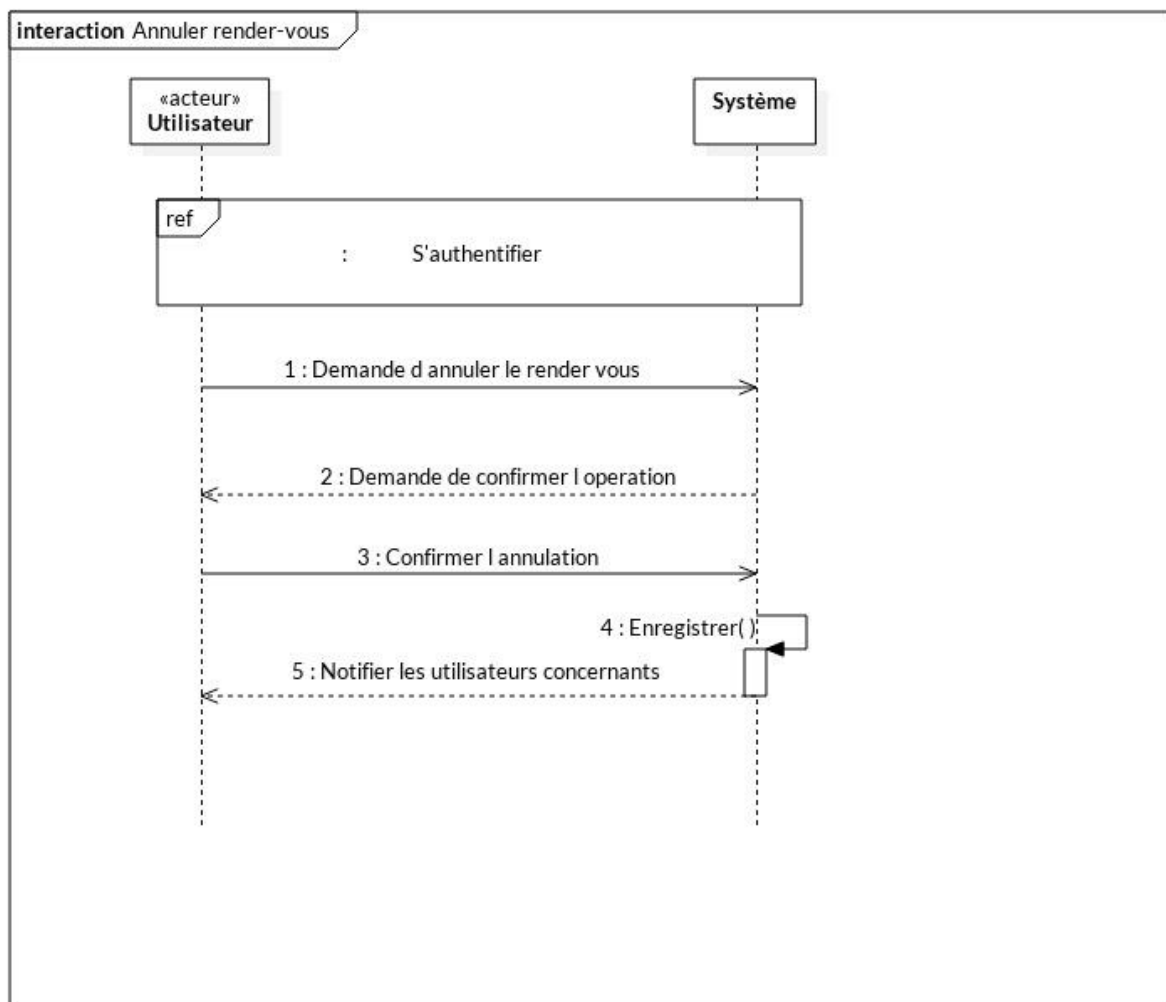 interaction Annuler render-vous
«acteur»
Utilisateur
Système
ref
: S'authentifier
1 : Demande d annuler le render vous
2 : Demande de confirmer l operation
3 : Confirmer l annulation
4 : Enregistrer( )
5 : Notifier les utilisateurs concernants